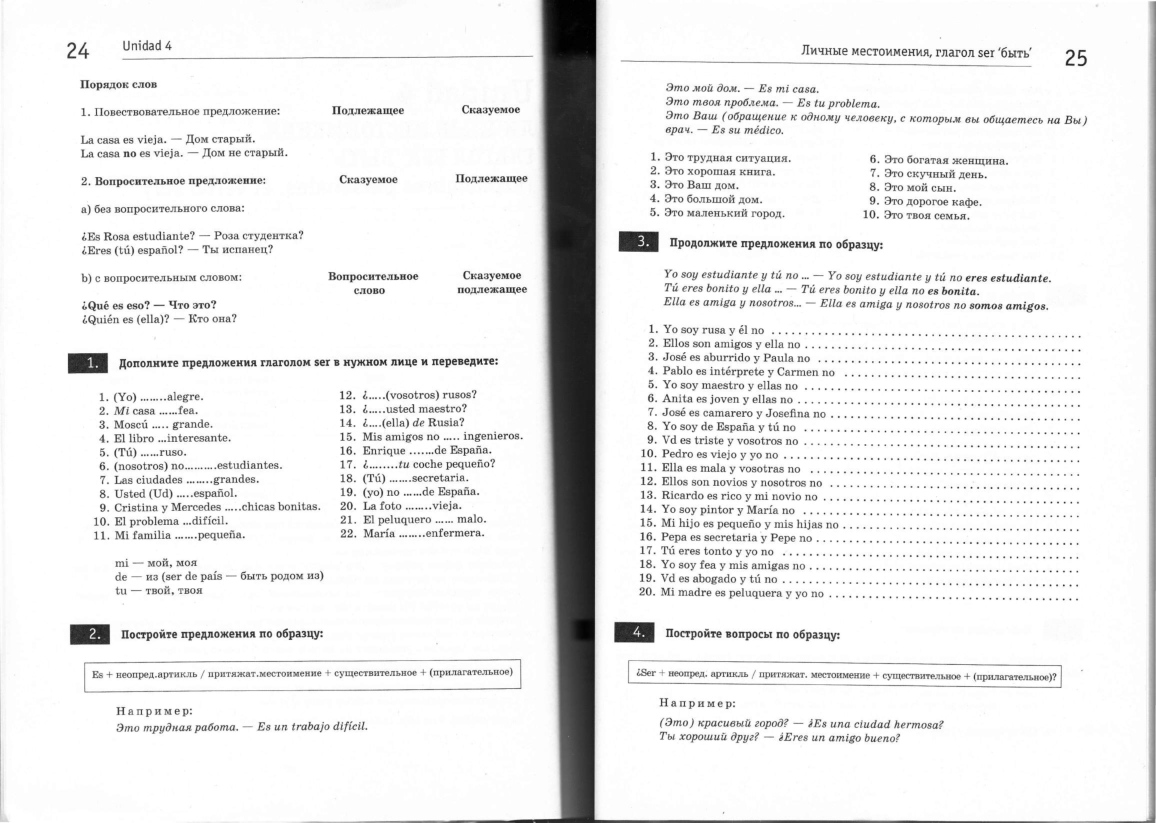 24 Unidad 4
Порядок слов
1. Повествовательное предложение: Подлежащее Сказуемое
La casa es vieja. — Дом старый.
La casa no es vieja. — Дом не старый.
2. Вопросительное предложение: Сказуемое Подлежащее
a) без вопросительного слова:
¿Es Rosa estudiante? — Роза студентка?
¿Eres (tú) español? — Ты испанец?
b) с вопросительным словом: Вопросительное Сказуемое
слово подлежащее
¿Qué es eso? — Что это?
¿Quién es (ella)? — Кто она?
1. Дополните предложения глаголом ser в нужном лице и переведите:
1. (Yo) ........alegre.
2. Mi casa ......fea.
3. Moscú ..... grande.
4. El libro ...interesante.
5. (Tú) ......ruso.
6. (nosotros) no..........estudiantes.
7. Las ciudades ........grandes.
8. Usted (Ud) .....español.
9. Cristina y Mercedes .....chicas bonitas.
10. El problema ...difícil.
11. Mi familia .......pequeña.
12. ¿.....(vosotros) rusos?
13. ¿.....usted maestro?
14. ¿....(ella) de Rusia?
15. Mis amigos no ..... ingenieros.
16. Enrique .......de España.
17. ¿........tu coche pequeño?
18. (Tú) .......secretaria.
19. (yo) no ......de España.
20. La foto ........vieja.
21. El peluquero ...... malo.
22. María ........enfermera.
mi — мой, моя
de — из (ser de país — быть родом из)
tu — твой, твоя
2. Постройте предложения по образцу:
Es + неопред.артикль / притяжат.местоимение + существительное + (прилагательное)
Например:
Это трудная работа. — Es un trabajo difícil.
Личные местоимения, глагол ser ‘быть’ 25
Это мой дом. — Es mi casa.
Это твоя проблема. — Es tu problema.
Это Ваш (обращение к одному человеку, с которым вы общаетесь на Вы)
врач. — Es su médico.
1. Это трудная ситуация.
2. Это хорошая книга.
3. Это Ваш дом.
4. Это большой дом.
5. Это маленький город.
6. Это богатая женщина.
7. Это скучный день.
8. Это мой сын.
9. Это дорогое кафе.
10. Это твоя семья.
3. Продолжите предложения по образцу:
Yo soy estudiante y tú no ... — Yo soy estudiante y tú no eres estudiante.
Tú eres bonito y ella ... — Tú eres bonito y ella no es bonita.
Ella es amiga y nosotros... — Ella es amiga y nosotros no somos amigos.
1. Yo soy rusa y él no ........................................
2. Ellos son amigos y ella no ........................................
3. José es aburrido y Paula no ........................................
4. Pablo es intérprete y Carmen no ........................................
5. Yo soy maestro y ellas no ........................................
6. Anita es joven y ellas no ........................................
7. José es camarero y Josefina no ........................................
8. Yo soy de España y tú no ........................................
9. Vd es triste y vosotros no ........................................
10. Pedro es viejo y yo no ........................................
11. Ella es mala y vosotras no ........................................
12. Ellos son novios y nosotros no ........................................
13. Ricardo es rico y mi novio no ........................................
14. Yo soy pintor y María no ........................................
15. Mi hijo es pequeño y mis hijas no ........................................
16. Pepa es secretaria y Pepe no ........................................
17. Tú eres tonto y yo no ........................................
18. Yo soy fea y mis amigas no ........................................
19. Vd es abogado y tú no ........................................
20. Mi madre es peluquera y yo no ........................................
4. Постройте вопросы по образцу:
¿Ser + неопред. артикль / притяжат. местоимение + существительное + (прилагательное)?
Например:
(Это) красивый город? — ¿Es una ciudad hermosa?
Ты хороший друг? — ¿Eres un amigo bueno?